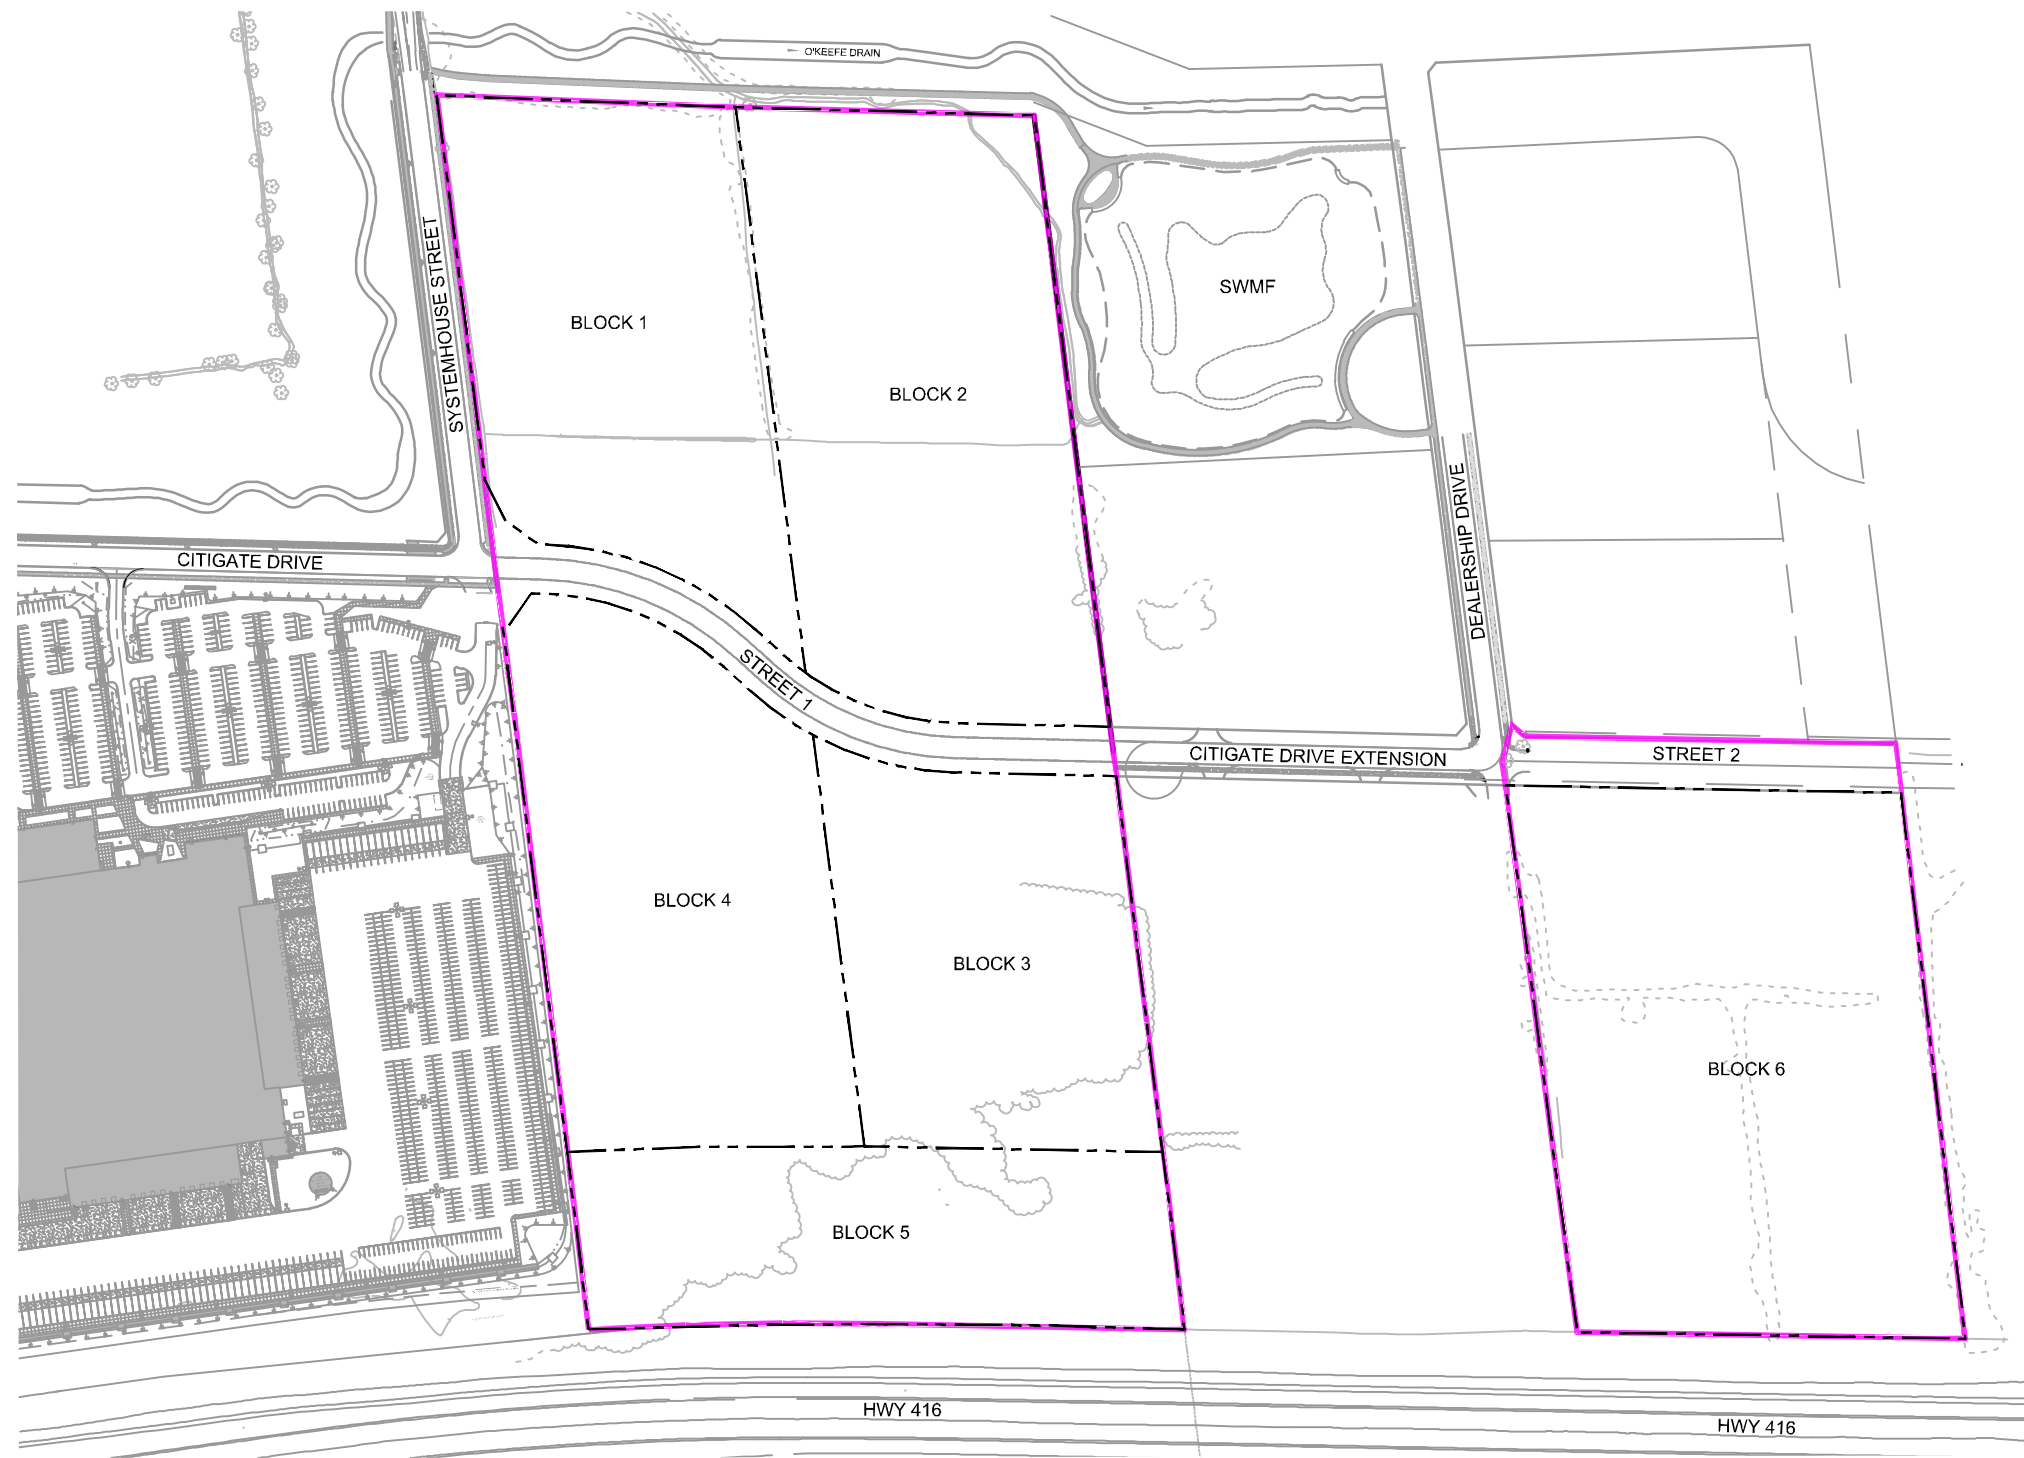 O'KEEFE DRAIN
SYSTEMHOUSE STREET
SWMF
BLOCK 1
BLOCK 2
DEALERSHIP DRIVE
CITIGATE DRIVE
STREET 1
CITIGATE DRIVE EXTENSION
STREET 2
BLOCK 4
BLOCK 3
BLOCK 6
BLOCK 5
HWY 416
HWY 416